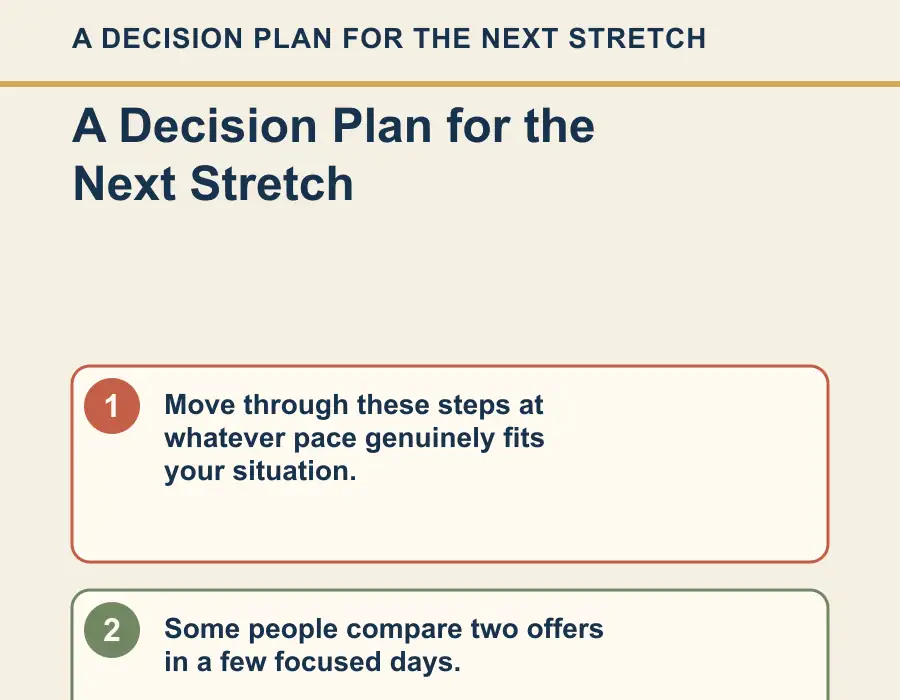 A DECISION PLAN FOR THE NEXT STRETCH
A Decision Plan for the
Next Stretch
1
Move through these steps at
whatever pace genuinely fits
your situation.
2
Some people compare two offers
in a few focused days.